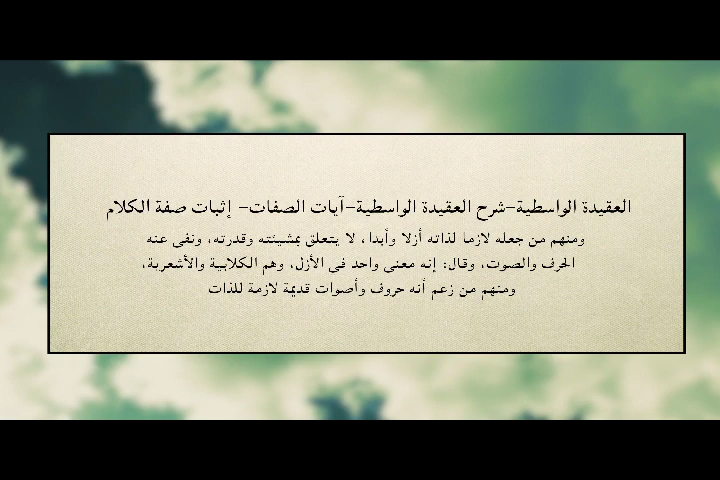 العقيدة الواسطية-شرح العقيدة الواسطية-آيات الصفات- إثبات صفة الكلام
ومنهم من جعله لازما لذاته أزلا وأبدا، لا يتعلق بمشيئته وقدرته، ونفى عنه
الحرف والصوت، وقال: إنه معنى واحد في الأزل، وهم الكلابية والأشعرية،
ومنهم من زعم أنه حروف وأصوات قديمة لازمة للذات